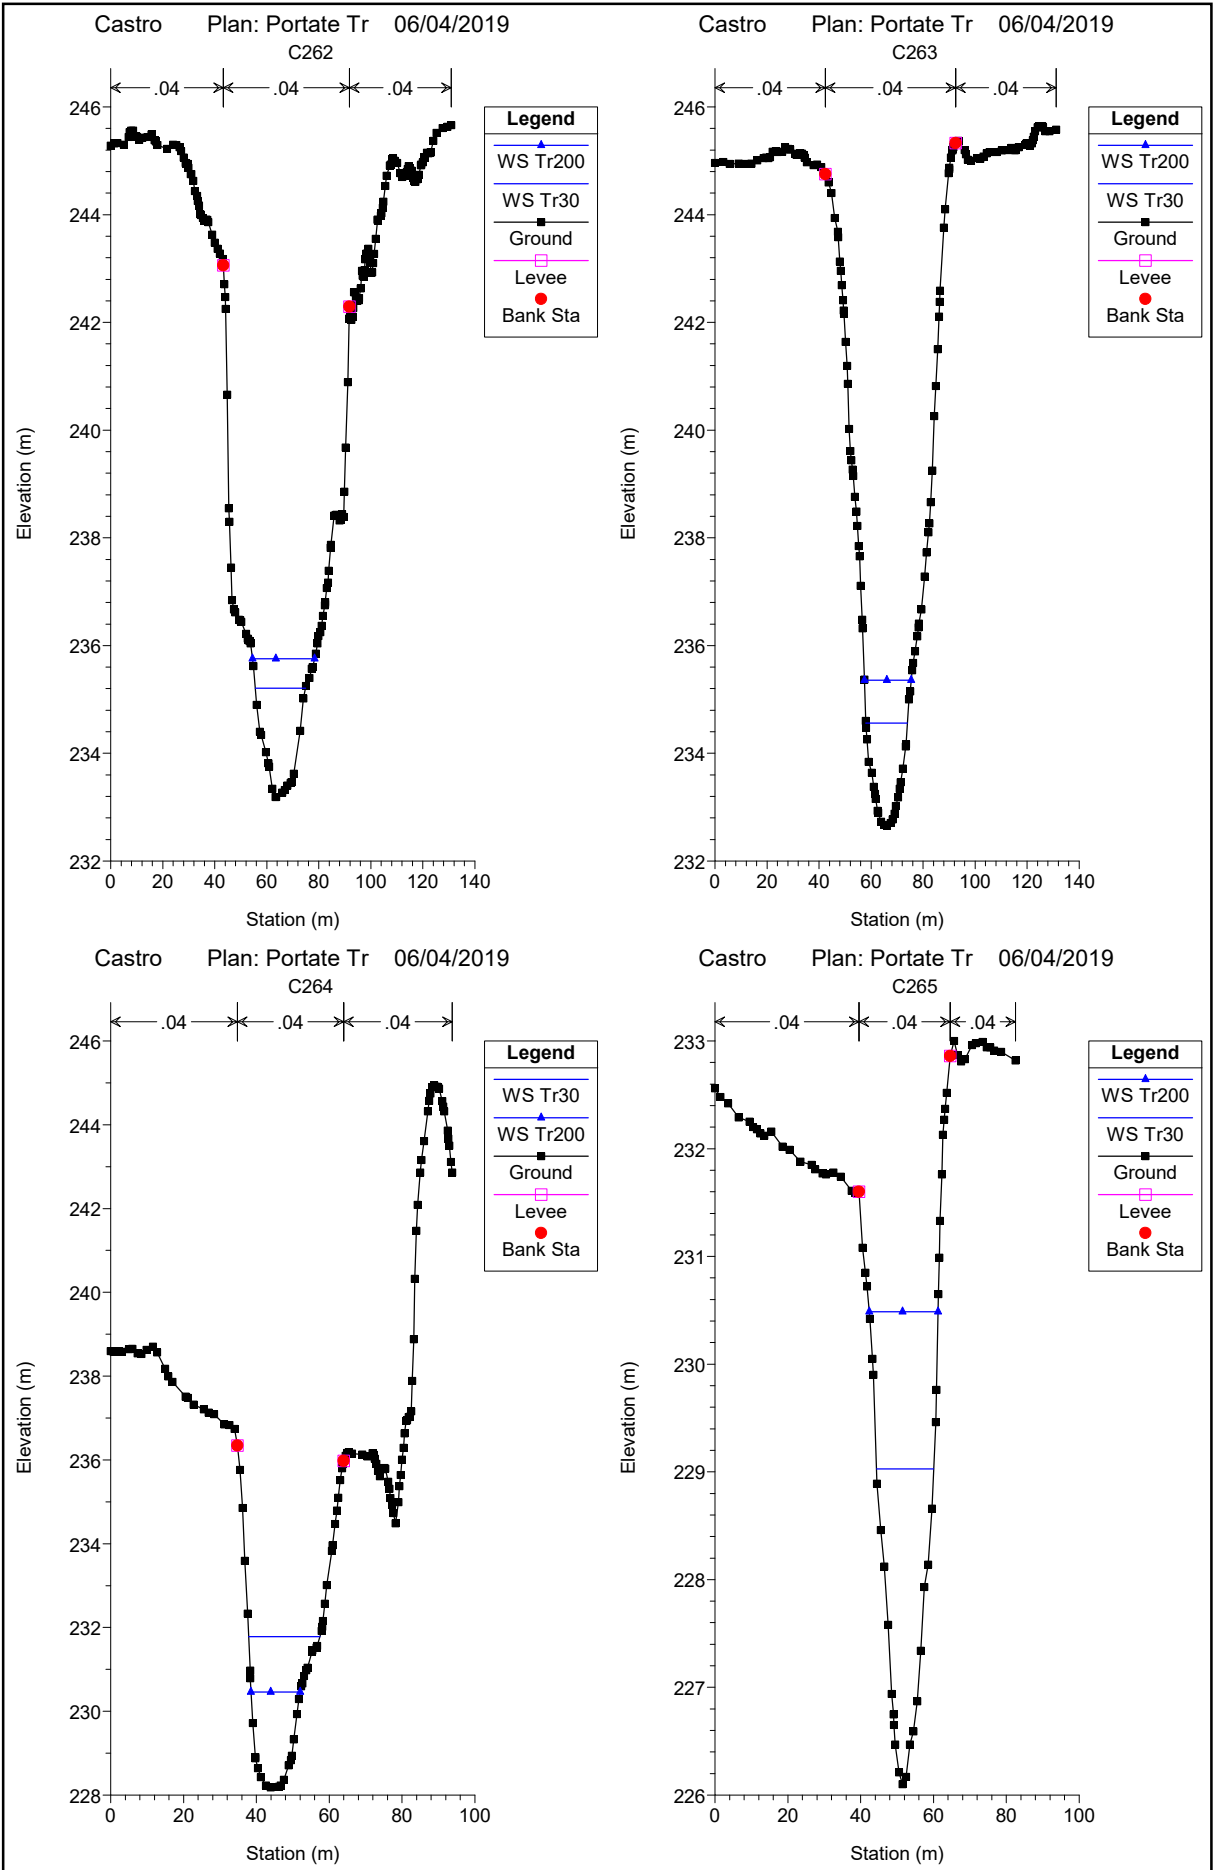 Castro Plan: Portate Tr 06/04/2019
C262
.04 .04 .04
246
244
242
240
238
236
234
232
0 20 40 60 80 100 120 140
Elevation (m)
Station (m)
Legend
WS Tr200
WS Tr30
Ground
Levee
Bank Sta
Castro Plan: Portate Tr 06/04/2019
C263
.04 .04 .04
246
244
242
240
238
236
234
232
0 20 40 60 80 100 120 140
Elevation (m)
Station (m)
Legend
WS Tr200
WS Tr30
Ground
Levee
Bank Sta
Castro Plan: Portate Tr 06/04/2019
C264
.04 .04 .04
246
244
242
240
238
236
234
232
230
228
0 20 40 60 80 100
Elevation (m)
Station (m)
Legend
WS Tr30
WS Tr200
Ground
Levee
Bank Sta
Castro Plan: Portate Tr 06/04/2019
C265
.04 .04 .04
233
232
231
230
229
228
227
226
0 20 40 60 80 100
Elevation (m)
Station (m)
Legend
WS Tr200
WS Tr30
Ground
Levee
Bank Sta